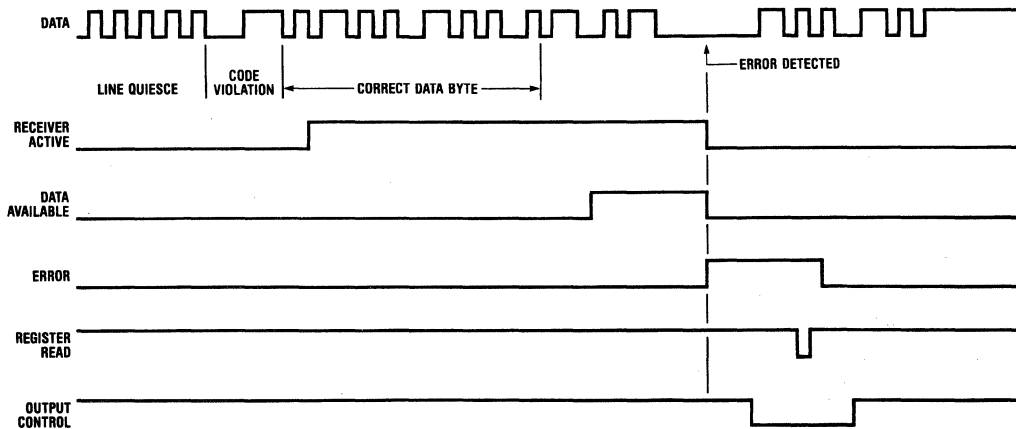 DATA
ERROR DETECTED
LINE QUIESCE
CODE
VIOLATION
CORRECT DATA BYTE
RECEIVER
ACTIVE
DATA
AVAILABLE
ERROR
REGISTER
READ
OUTPUT
CONTROL